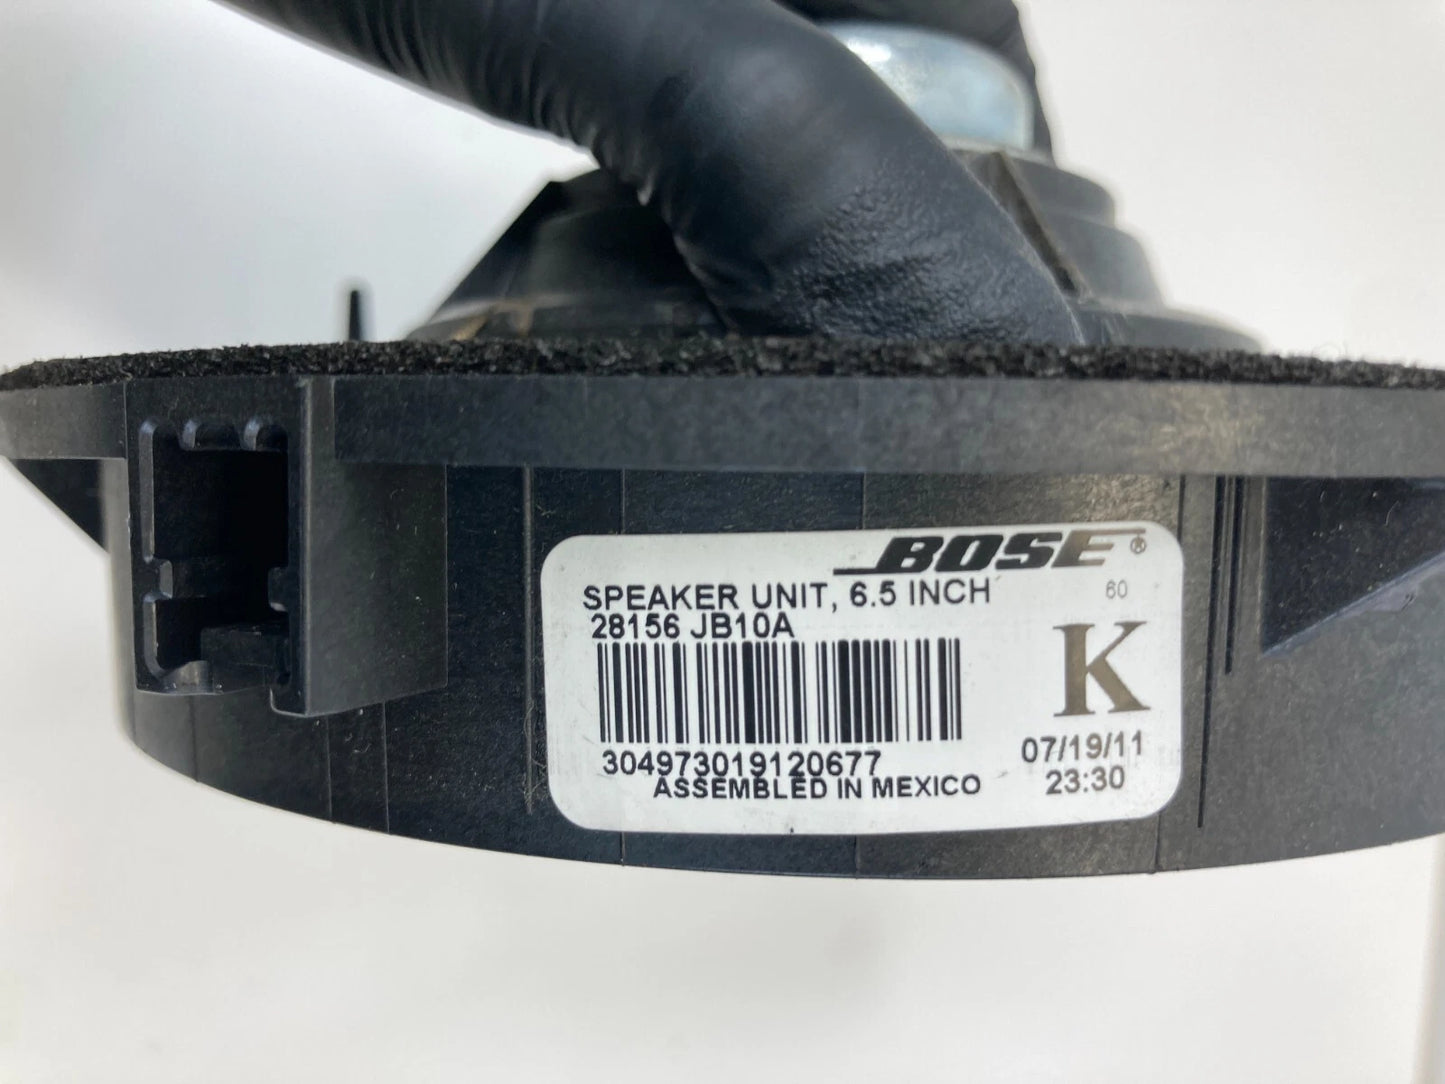 BOSE®
SPEAKER UNIT, 6.5 INCH
60
28156 JB10A
K
304973019120677
07/19/11
ASSEMBLED IN MEXICO
23:30